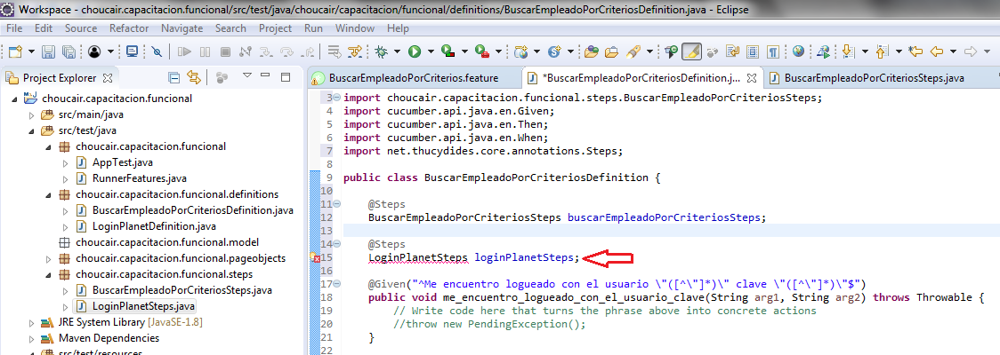 Workspace - choucair.capacitacion.funcional/src/test/java/choucair/capacitacion/funcional/definitions/BuscarEmpleadoPorCriteriosDefinition.java - Eclipse
File Edit Source Refactor Navigate Search Project Run Window Help
Project Explorer
choucair.capacitacion.funcional
src/main/java
src/test/java
choucair.capacitacion.funcional
AppTest.java
RunnerFeatures.java
choucair.capacitacion.funcional.definitions
BuscarEmpleadoPorCriteriosDefinition.java
LoginPlanetDefinition.java
choucair.capacitacion.funcional.model
choucair.capacitacion.funcional.pageobjects
choucair.capacitacion.funcional.steps
BuscarEmpleadoPorCriteriosSteps.java
LoginPlanetSteps.java
JRE System Library [JavaSE-1.8]
Maven Dependencies
src/test/resources
BuscarEmpleadoPorCriterios.feature
*BuscarEmpleadoPorCriteriosDefinition.j...
BuscarEmpleadoPorCriteriosSteps.java
3 import choucair.capacitacion.funcional.steps.BuscarEmpleadoPorCriteriosSteps;
4 import cucumber.api.java.en.Given;
5 import cucumber.api.java.en.Then;
6 import cucumber.api.java.en.When;
7 import net.thucydides.core.annotations.Steps;
8
9 public class BuscarEmpleadoPorCriteriosDefinition {
10
11 @Steps
12 BuscarEmpleadoPorCriteriosSteps buscarEmpleadoPorCriteriosSteps;
13
14 @Steps
15 LoginPlanetSteps loginPlanetSteps;
16
17 @Given("^Me encuentro logueado con el usuario \"([^\"]*)\" clave \"([^\"]*)\"$")
18 public void me_encuentro_logueado_con_el_usuario_clave(String arg1, String arg2) throws Throwable {
19 // Write code here that turns the phrase above into concrete actions
20 //throw new PendingException();
21 }
22